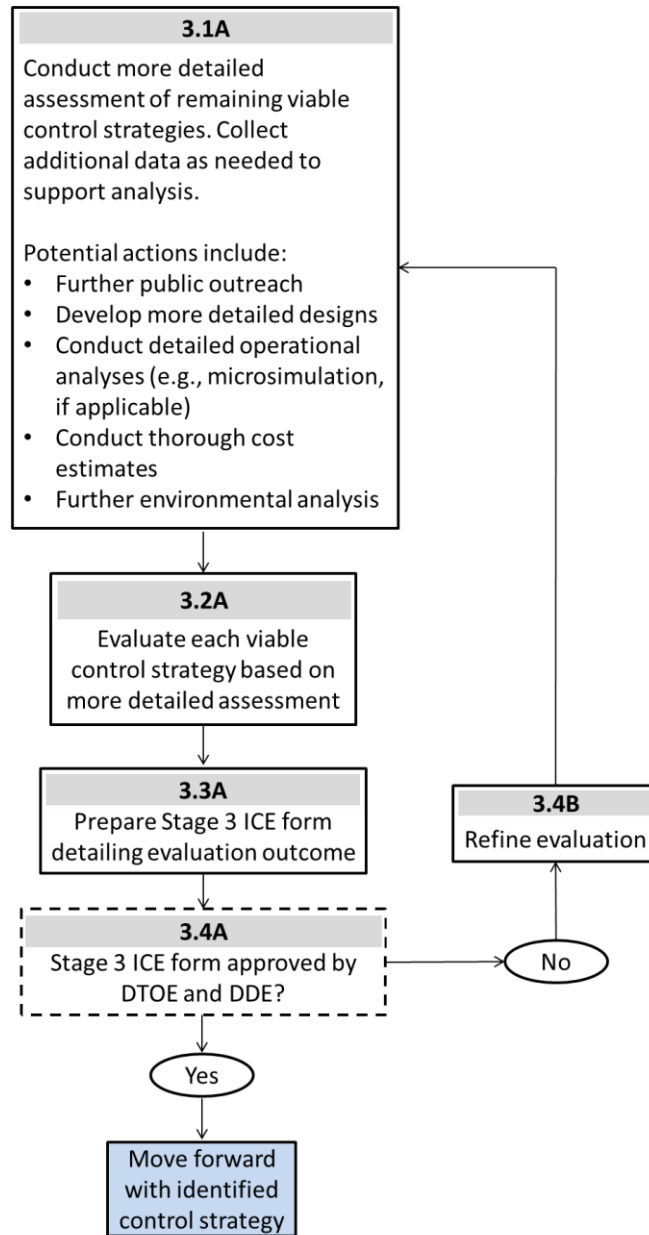 3.1A
Conduct more detailed
assessment of remaining viable
control strategies. Collect
additional data as needed to
support analysis.
Potential actions include:
• Further public outreach
• Develop more detailed designs
• Conduct detailed operational
analyses (e.g., microsimulation,
if applicable)
• Conduct thorough cost
estimates
• Further environmental analysis
3.2A
Evaluate each viable
control strategy based on
more detailed assessment
3.3A
Prepare Stage 3 ICE form
detailing evaluation outcome
3.4B
Refine evaluation
3.4A
Stage 3 ICE form approved by
DTOE and DDE?
No
Yes
Move forward
with identified
control strategy